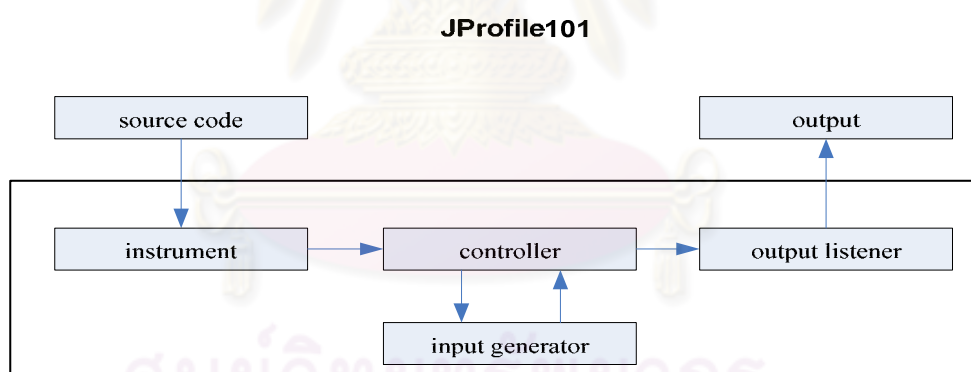 JProfile101
source code
output
instrument
controller
output listener
input generator